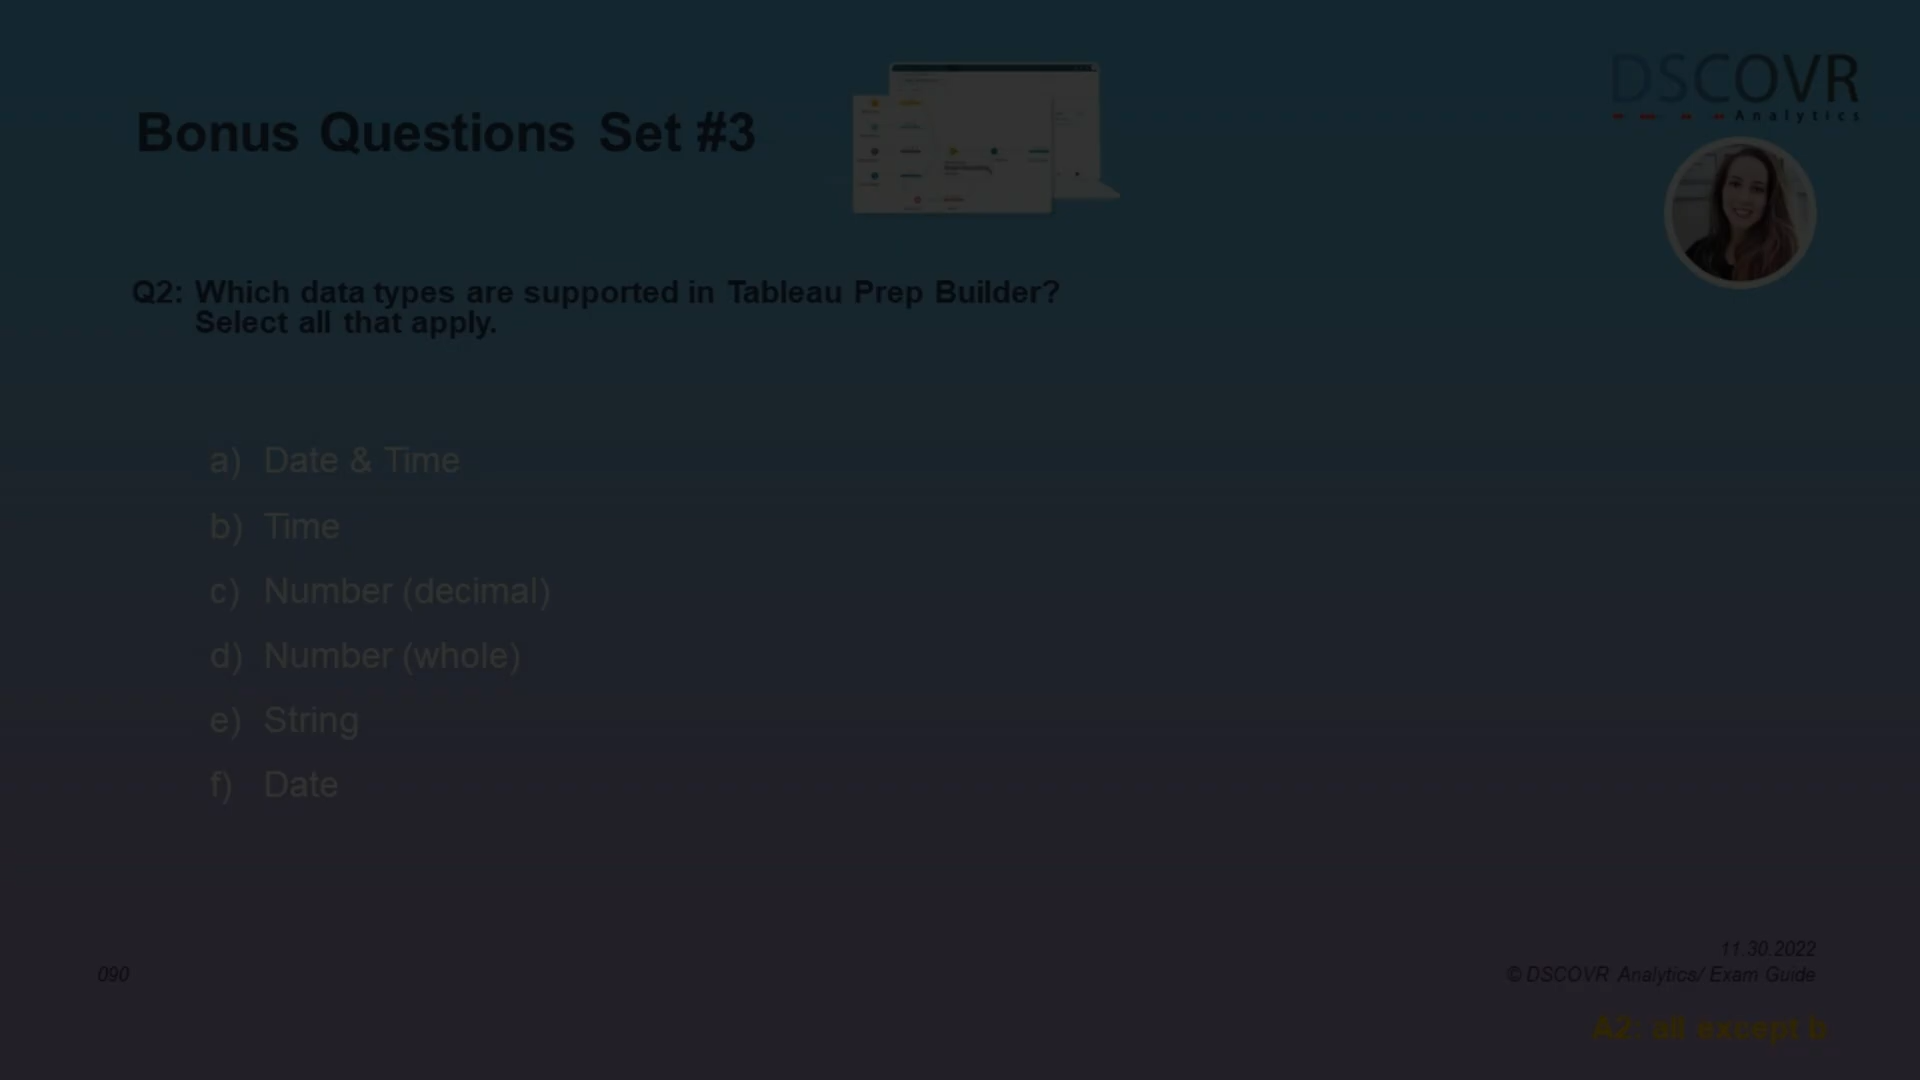 DSCOVR
Analytics
Bonus Questions Set #3
Q2: Which data types are supported in Tableau Prep Builder?
Select all that apply.
a) Date & Time
b) Time
c) Number (decimal)
d) Number (whole)
e) String
f) Date
11.30.2022
090
© DSCOVR Analytics/ Exam Guide
A2: all except b